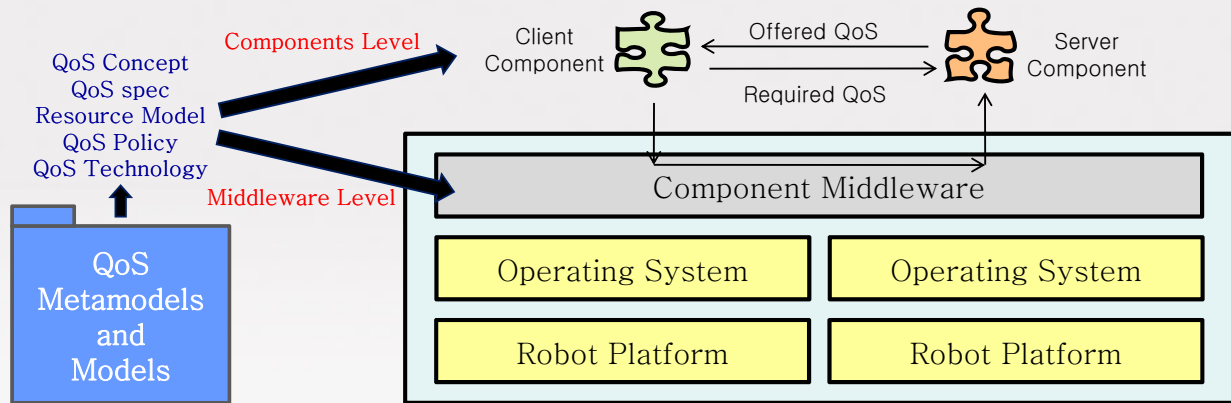 Components Level
QoS Concept
QoS spec
Resource Model
QoS Policy
QoS Technology
Middleware Level
QoS
Metamodels
and
Models
Client
Component
Offered QoS
Required QoS
Server
Component
Component Middleware
Operating System
Operating System
Robot Platform
Robot Platform